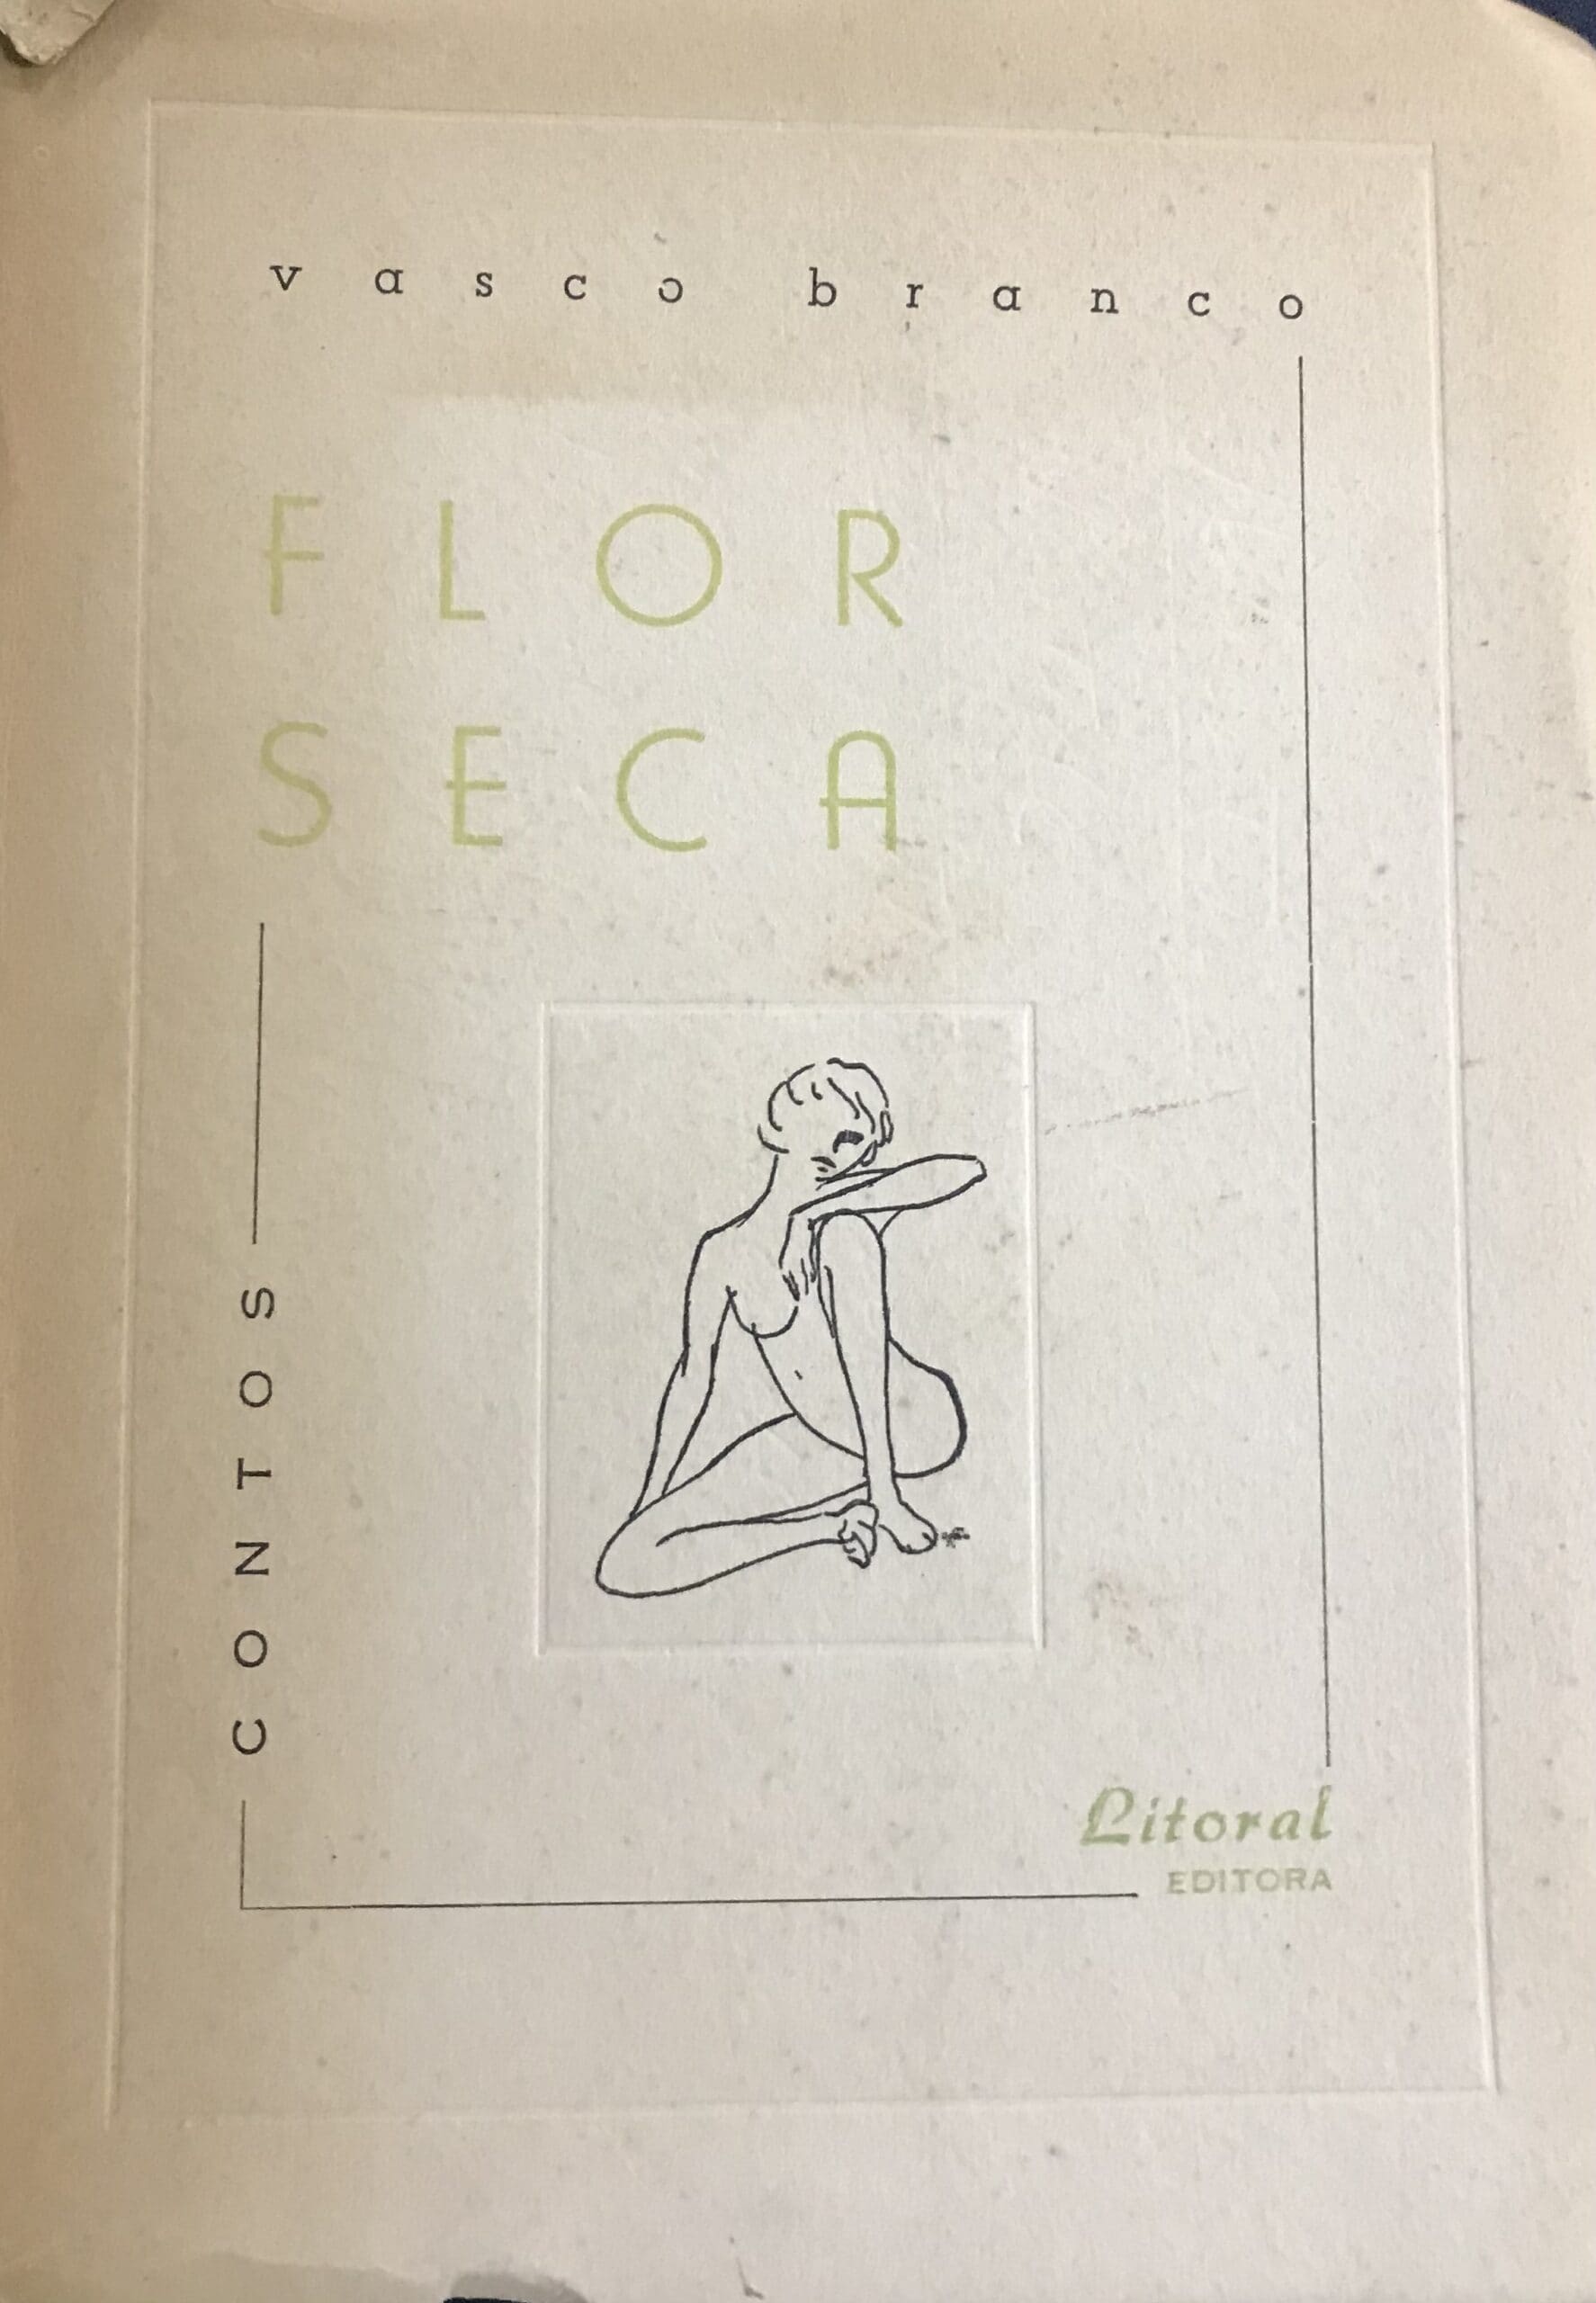 vasco branco
FLOR
SECA
CONTOS
Litoral
EDITORA